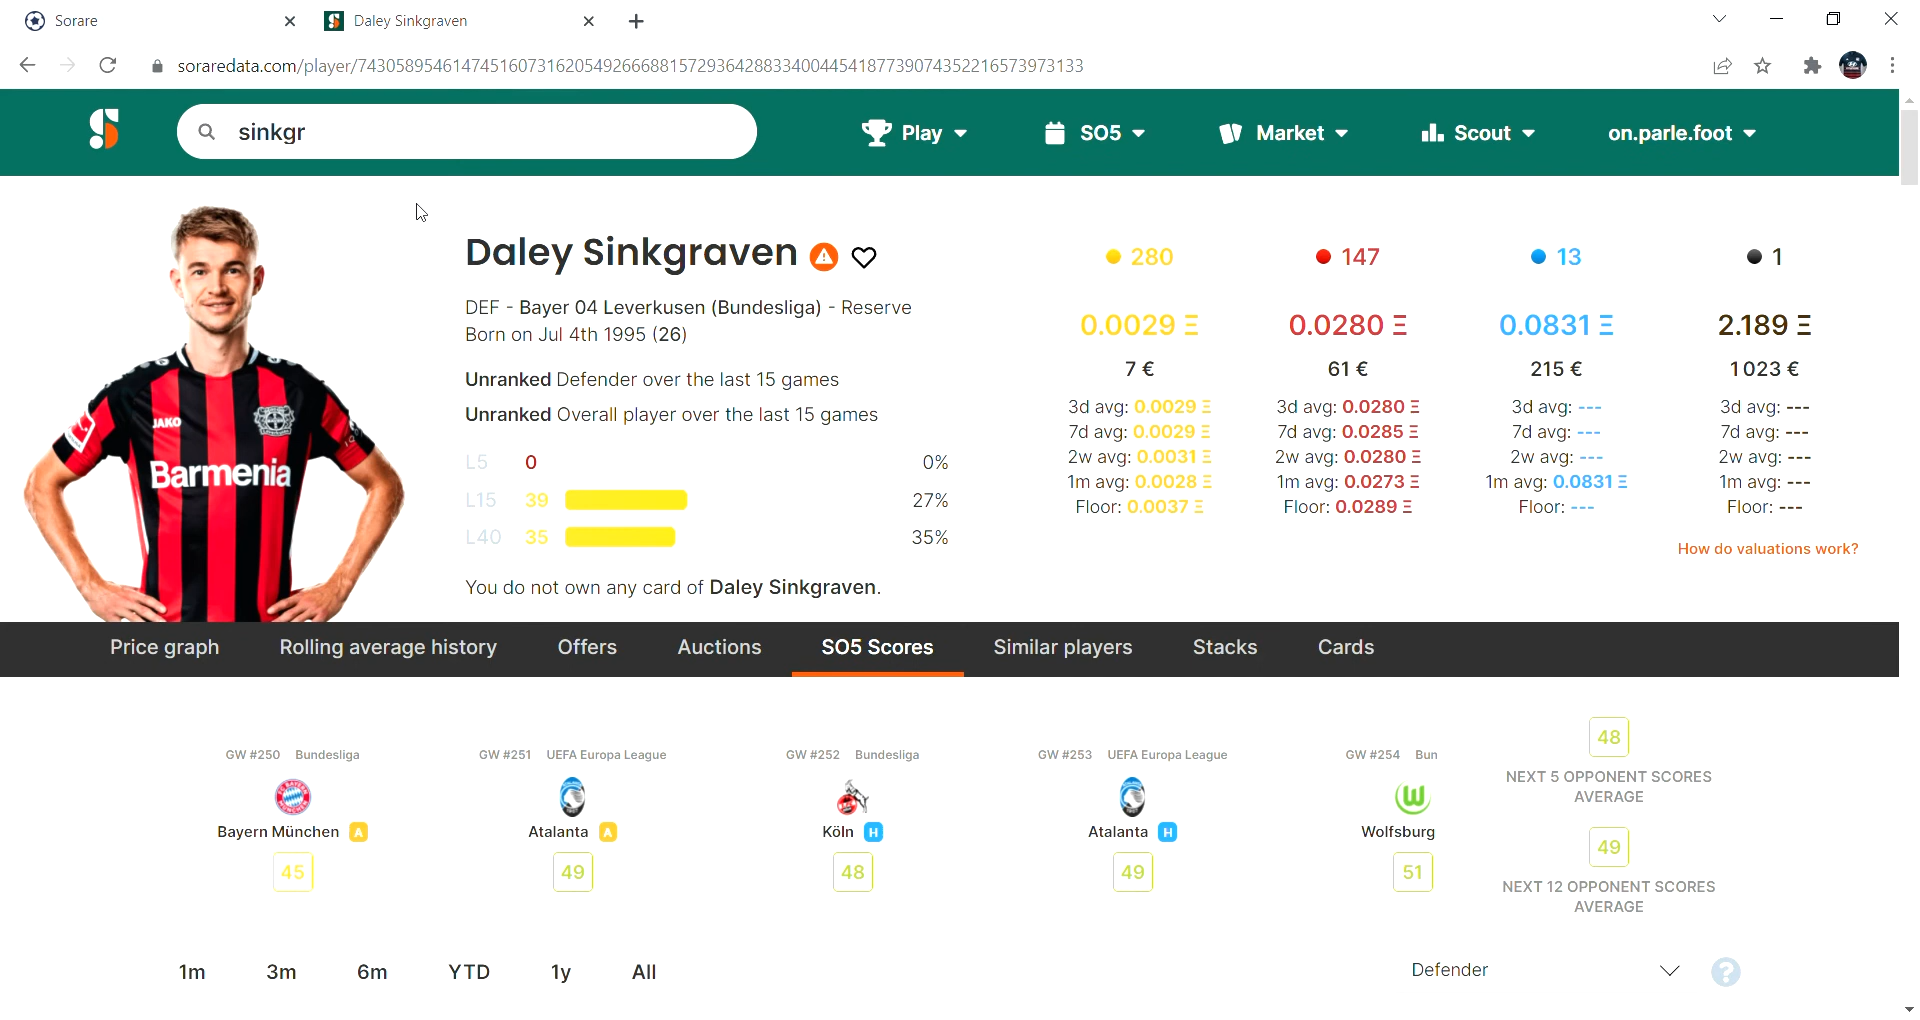 Sorare
Daley Sinkgraven
soraredata.com/player/74305895461474516073162054926668815729364288334004454187739074352216573973133
sinkgr
Play
SO5
Market
Scout
on.parle.foot
Daley Sinkgraven
DEF - Bayer 04 Leverkusen (Bundesliga) - Reserve
Born on Jul 4th 1995 (26)
Unranked Defender over the last 15 games
Unranked Overall player over the last 15 games
L5 0 0%
L15 39 27%
L40 35 35%
You do not own any card of Daley Sinkgraven.
JAKO
Barmenia
280
0.0029 Ξ
7 €
3d avg: 0.0029 Ξ
7d avg: 0.0029 Ξ
2w avg: 0.0031 Ξ
1m avg: 0.0028 Ξ
Floor: 0.0037 Ξ
147
0.0280 Ξ
61 €
3d avg: 0.0280 Ξ
7d avg: 0.0285 Ξ
2w avg: 0.0280 Ξ
1m avg: 0.0273 Ξ
Floor: 0.0289 Ξ
13
0.0831 Ξ
215 €
3d avg: ---
7d avg: ---
2w avg: ---
1m avg: 0.0831 Ξ
Floor: ---
1
2.189 Ξ
1 023 €
3d avg: ---
7d avg: ---
2w avg: ---
1m avg: ---
Floor: ---
How do valuations work?
Price graph
Rolling average history
Offers
Auctions
SO5 Scores
Similar players
Stacks
Cards
GW #250 Bundesliga
Bayern München A
45
GW #251 UEFA Europa League
Atalanta A
49
GW #252 Bundesliga
Köln H
48
GW #253 UEFA Europa League
Atalanta H
49
GW #254 Bun
Wolfsburg
51
48
NEXT 5 OPPONENT SCORES
AVERAGE
49
NEXT 12 OPPONENT SCORES
AVERAGE
1m 3m 6m YTD 1y All
Defender
?